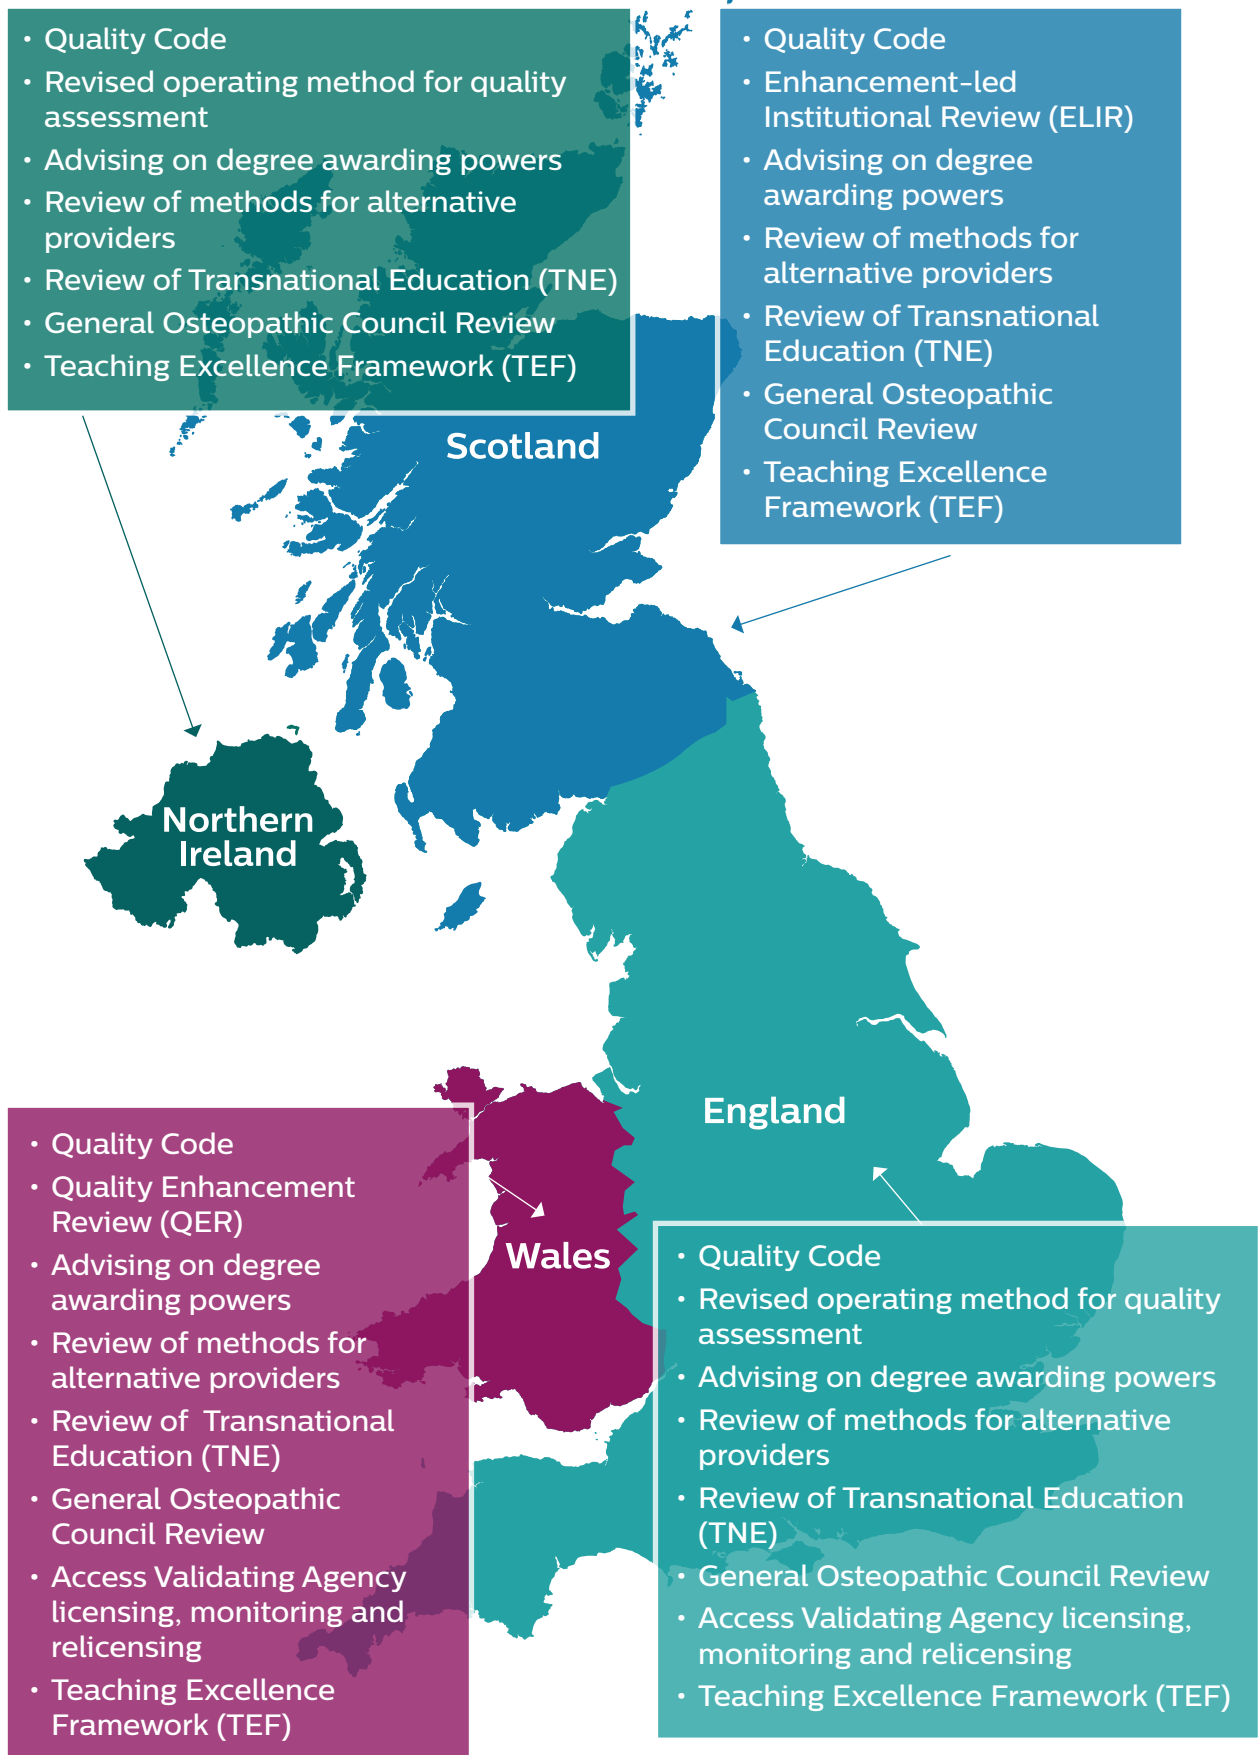 • Quality Code
• Revised operating method for quality
assessment
• Advising on degree awarding powers
• Review of methods for alternative
providers
• Review of Transnational Education (TNE)
• General Osteopathic Council Review
• Teaching Excellence Framework (TEF)
• Quality Code
• Enhancement-led
Institutional Review (ELIR)
• Advising on degree
awarding powers
• Review of methods for
alternative providers
• Review of Transnational
Education (TNE)
• General Osteopathic
Council Review
• Teaching Excellence
Framework (TEF)
Scotland
Northern
Ireland
England
Wales
• Quality Code
• Quality Enhancement
Review (QER)
• Advising on degree
awarding powers
• Review of methods for
alternative providers
• Review of  Transnational
Education (TNE)
• General Osteopathic
Council Review
• Access Validating Agency
licensing, monitoring and
relicensing
• Teaching Excellence
Framework (TEF)
• Quality Code
• Revised operating method for quality
assessment
• Advising on degree awarding powers
• Review of methods for alternative
providers
• Review of Transnational Education
(TNE)
• General Osteopathic Council Review
• Access Validating Agency licensing,
monitoring and relicensing
• Teaching Excellence Framework (TEF)